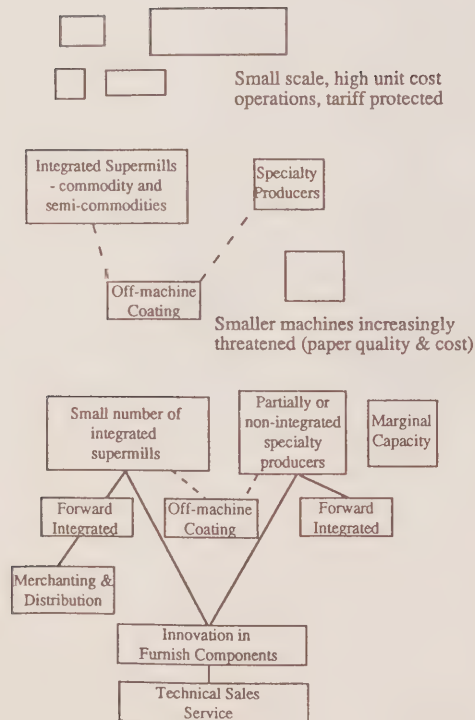 Small scale, high unit cost
operations, tariff protected
Integrated Supermills
- commodity and
semi-commodities
Specialty
Producers
Off-machine
Coating
Smaller machines increasingly
threatened (paper quality & cost)
Small number of
integrated
supermills
Partially or
non-integrated
specialty
producers
Marginal
Capacity
Forward
Integrated
Off-machine
Coating
Forward
Integrated
Merchanting &
Distribution
Innovation in
Furnish Components
Technical Sales
Service